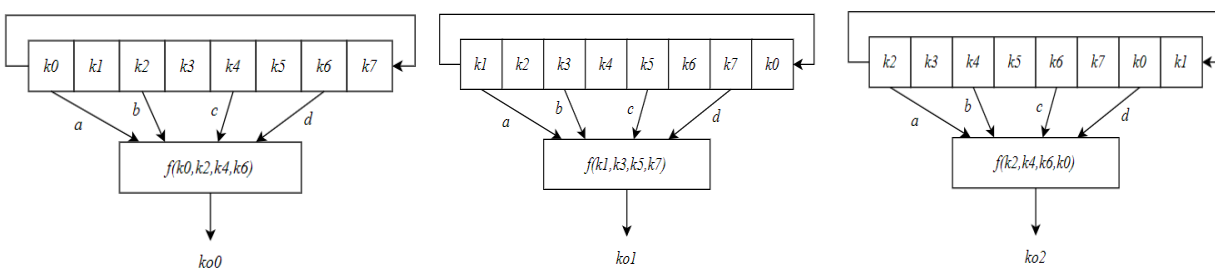 k0 k1 k2 k3 k4 k5 k6 k7
a b c d
f(k0,k2,k4,k6)
ko0
k1 k2 k3 k4 k5 k6 k7 k0
a b c d
f(k1,k3,k5,k7)
ko1
k2 k3 k4 k5 k6 k7 k0 k1
a b c d
f(k2,k4,k6,k0)
ko2